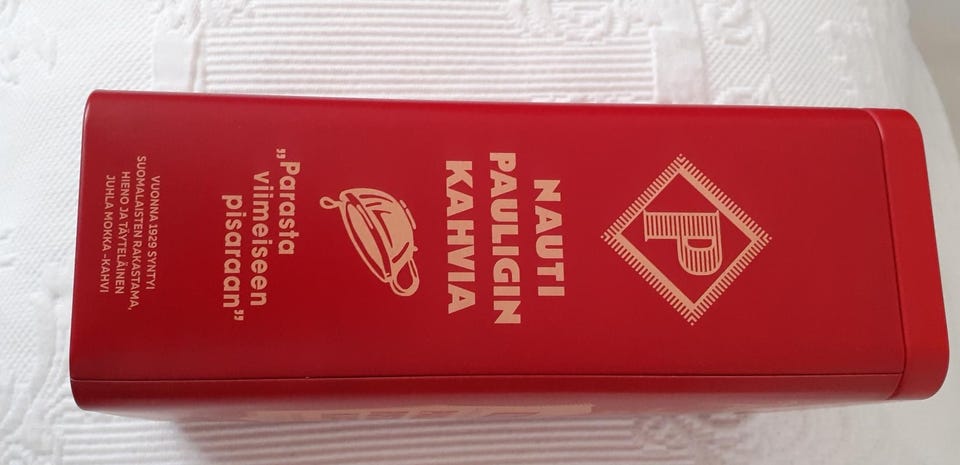 P
NAUTI
PAULIGIN
KAHVIA
”Parasta
viimeiseen
pisaraan”
VUONNA 1929 SYNTYI
SUOMALAISTEN RAKASTAMA,
HIENO JA TÄYTELÄINEN
JUHLA MOKKA -KAHVI